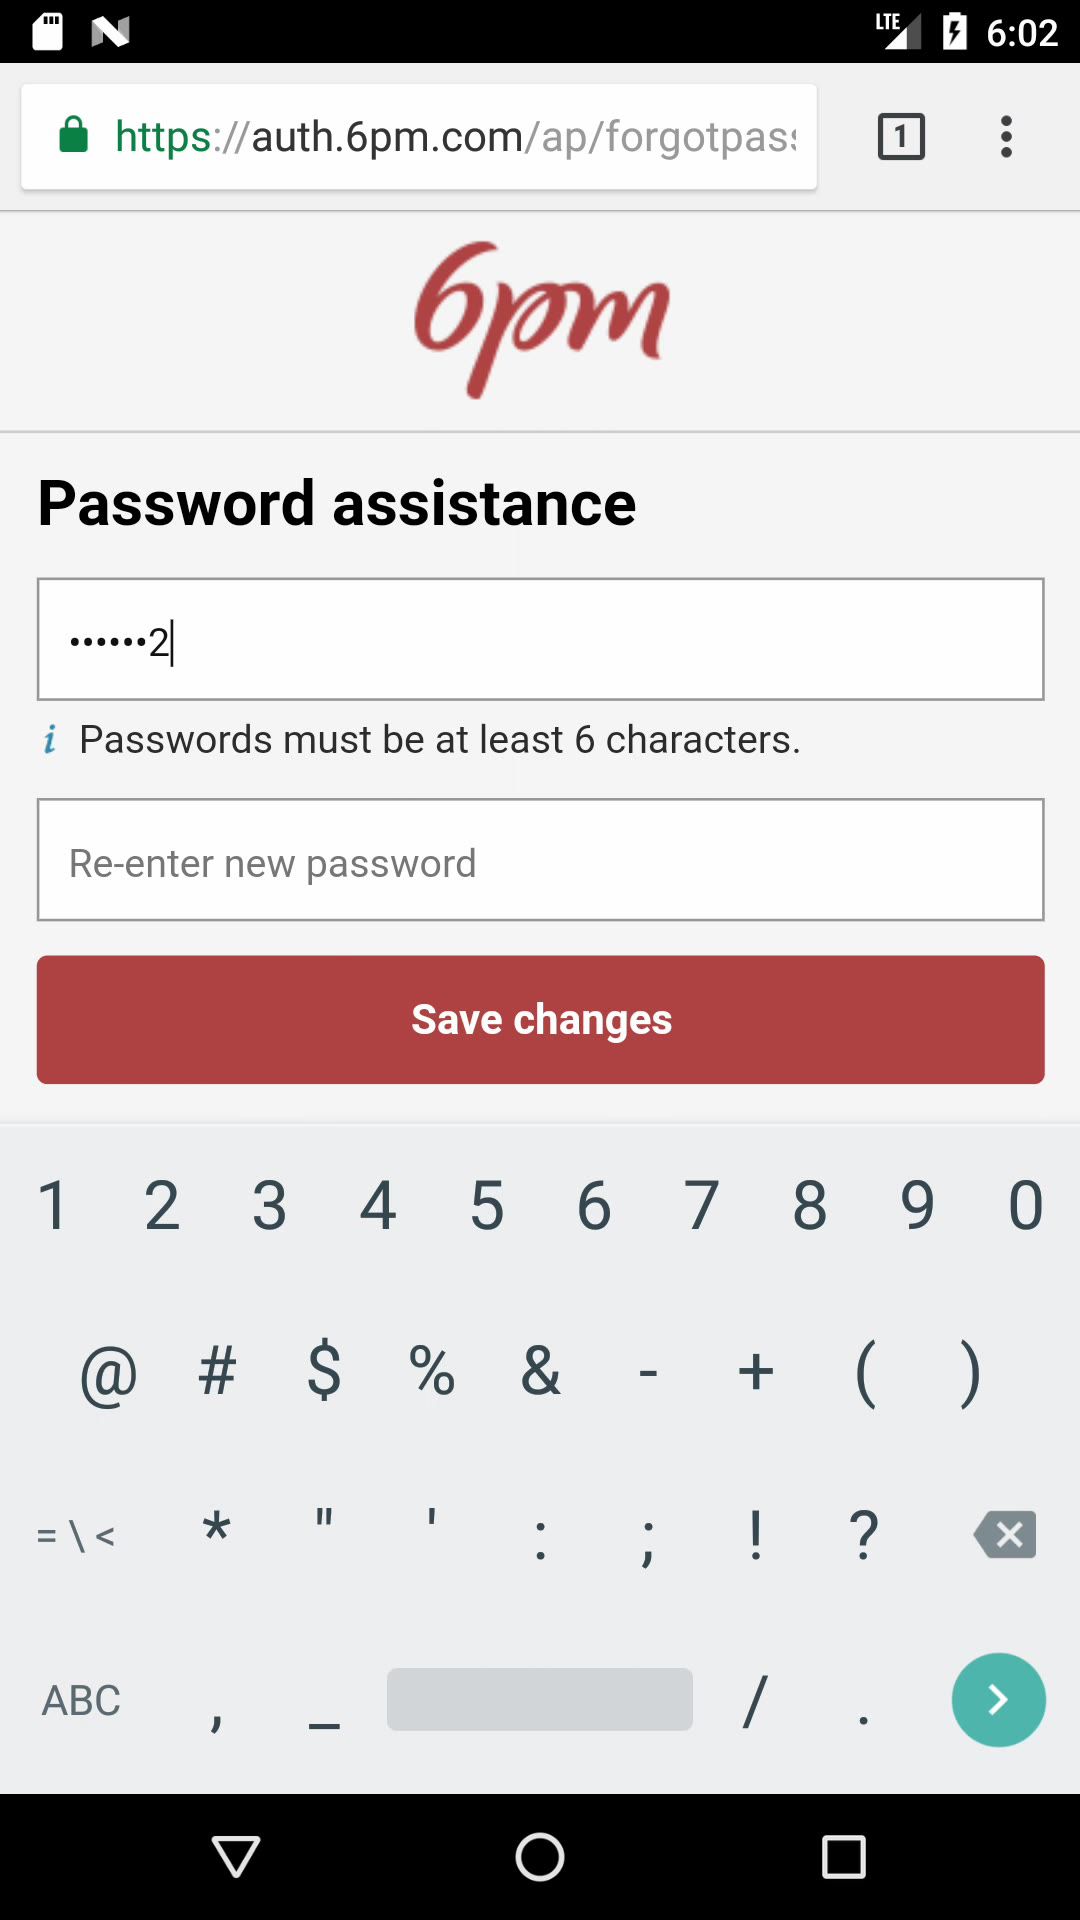 LTE 6:02
https://auth.6pm.com/ap/forgotpass 1
6pm
Password assistance
••••••2
i Passwords must be at least 6 characters.
Re-enter new password
Save changes
1 2 3 4 5 6 7 8 9 0
@ # $ % & - + ( )
= \ < * " ' : ; ! ?
ABC , _ / .